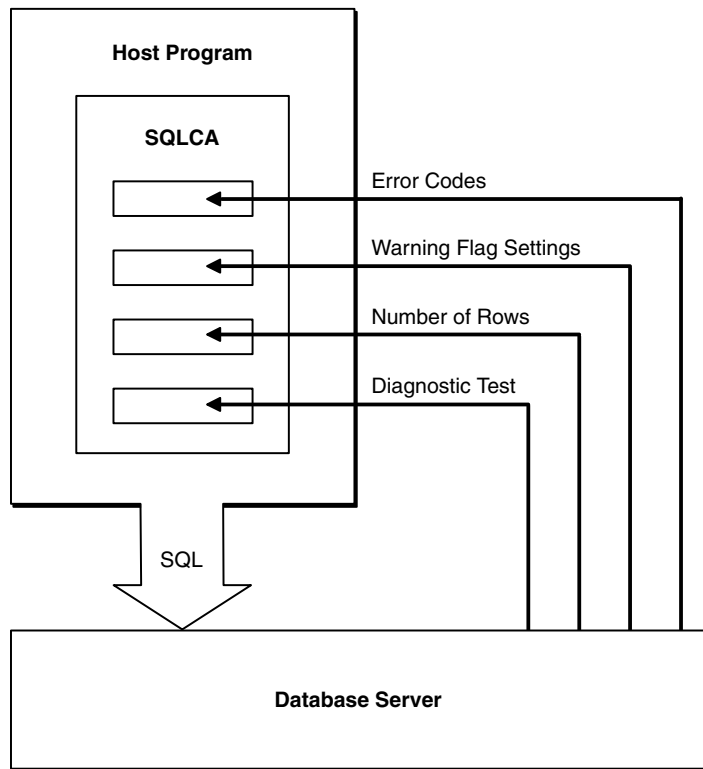 Host Program
SQLCA
Error Codes
Warning Flag Settings
Number of Rows
Diagnostic Test
SQL
Database Server